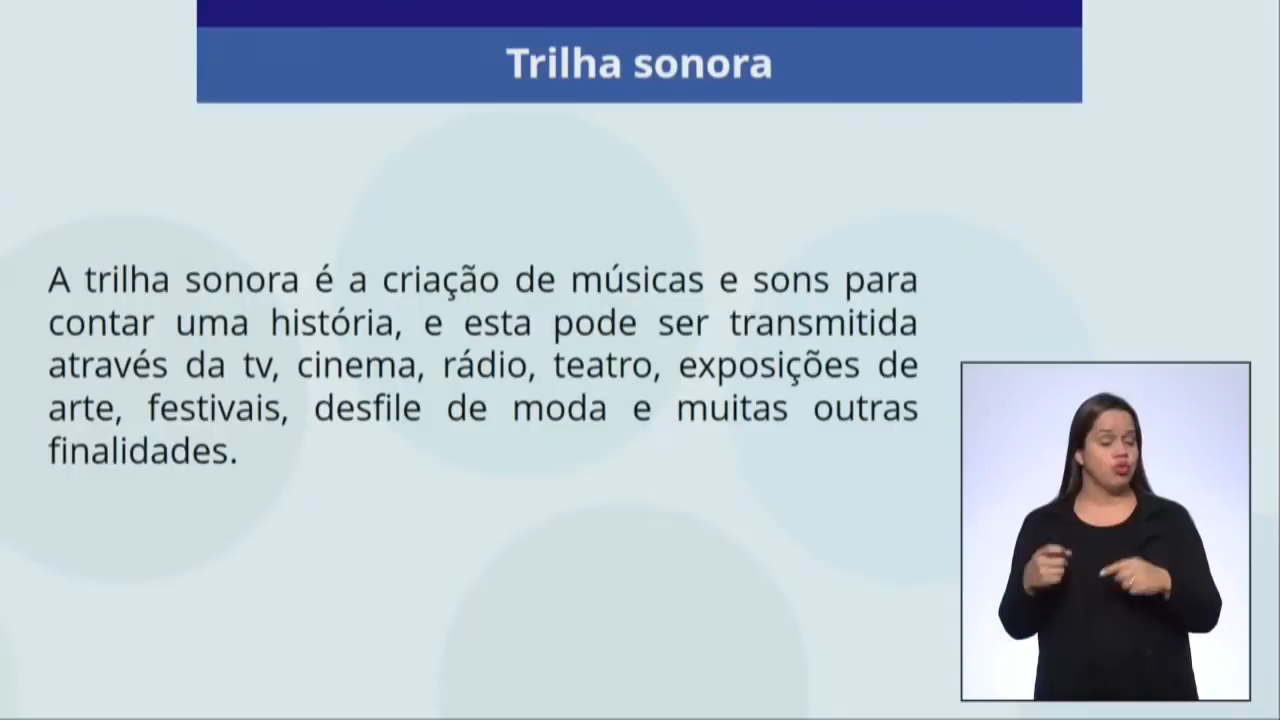 Trilha sonora
A trilha sonora é a criação de músicas e sons para
contar uma história, e esta pode ser transmitida
através da tv, cinema, rádio, teatro, exposições de
arte, festivais, desfile de moda e muitas outras
finalidades.